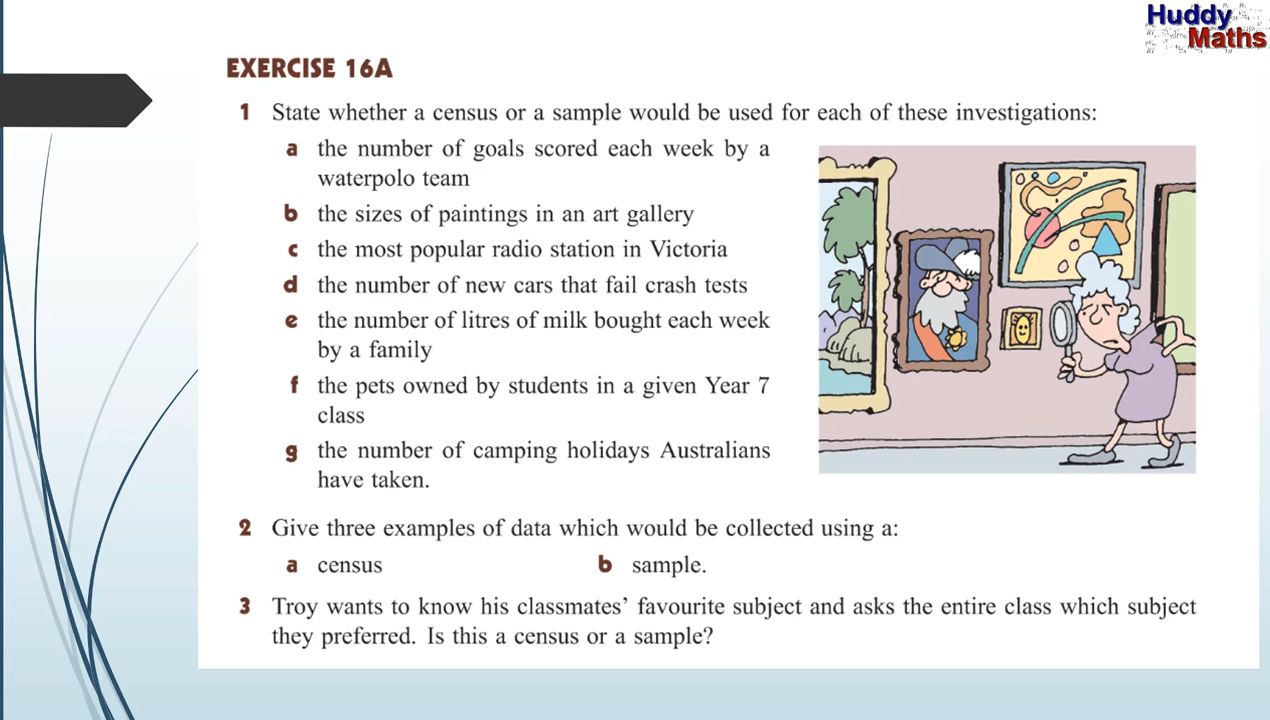 Huddy
Maths
EXERCISE 16A
1 State whether a census or a sample would be used for each of these investigations:
a the number of goals scored each week by a
waterpolo team
b the sizes of paintings in an art gallery
c the most popular radio station in Victoria
d the number of new cars that fail crash tests
e the number of litres of milk bought each week
by a family
f the pets owned by students in a given Year 7
class
g the number of camping holidays Australians
have taken.
2 Give three examples of data which would be collected using a:
a census b sample.
3 Troy wants to know his classmates’ favourite subject and asks the entire class which subject
they preferred. Is this a census or a sample?